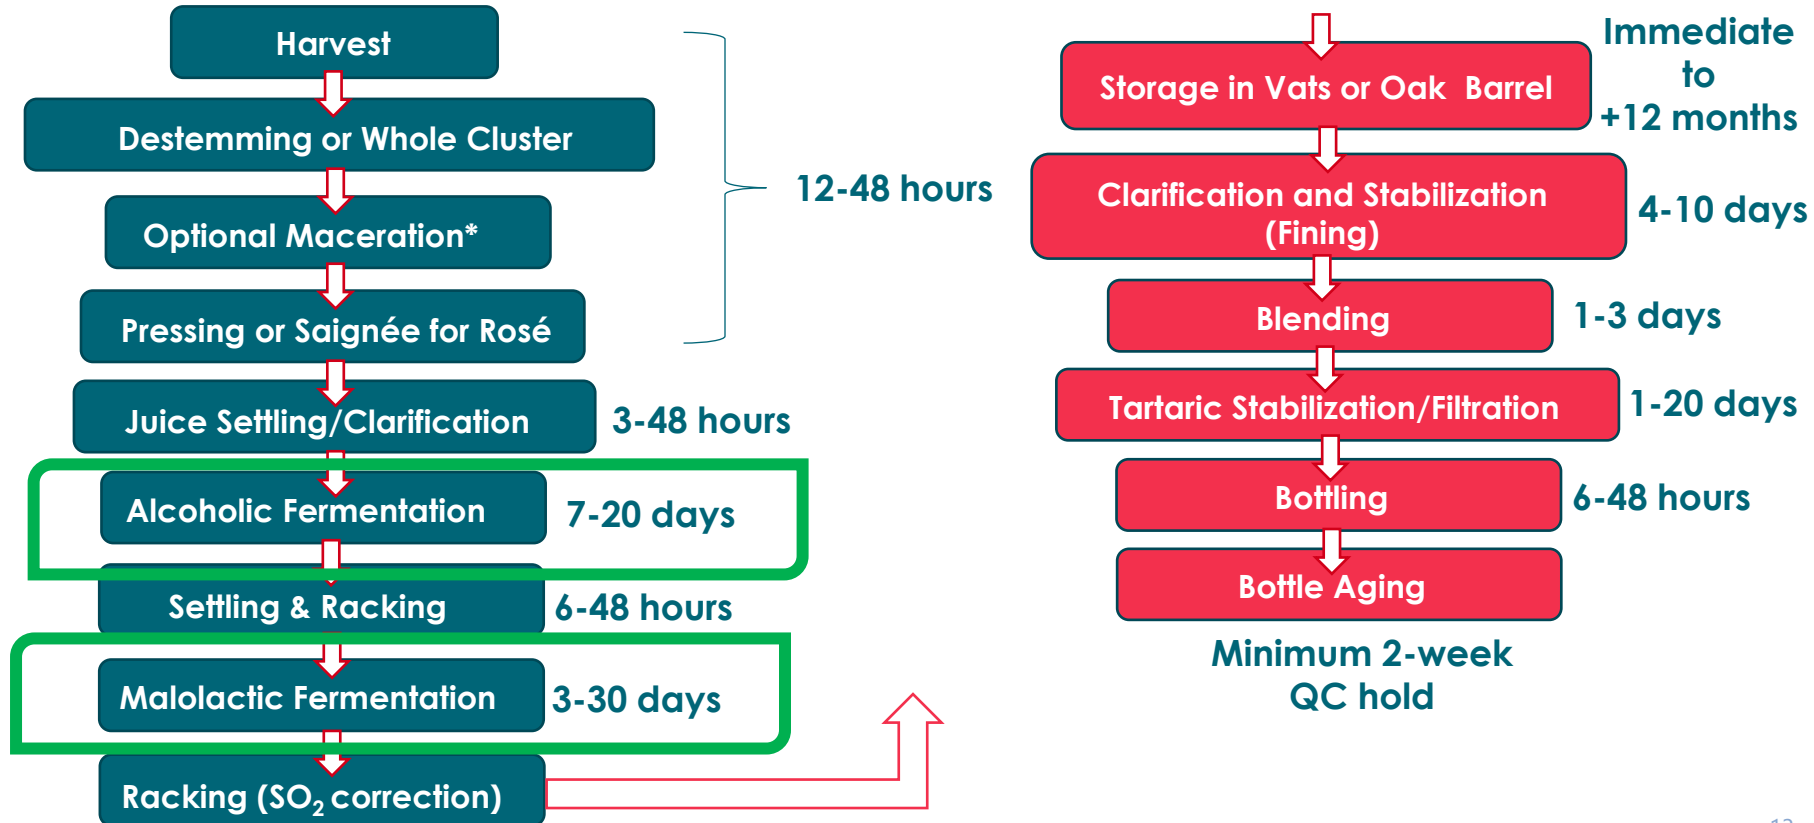 Harvest
Destemming or Whole Cluster
Optional Maceration*
Pressing or Saignée for Rosé
12-48 hours
Juice Settling/Clarification
3-48 hours
Alcoholic Fermentation
7-20 days
Settling & Racking
6-48 hours
Malolactic Fermentation
3-30 days
Racking (SO2 correction)
Storage in Vats or Oak Barrel
Immediate
to
+12 months
Clarification and Stabilization
(Fining)
4-10 days
Blending
1-3 days
Tartaric Stabilization/Filtration
1-20 days
Bottling
6-48 hours
Bottle Aging
Minimum 2-week
QC hold